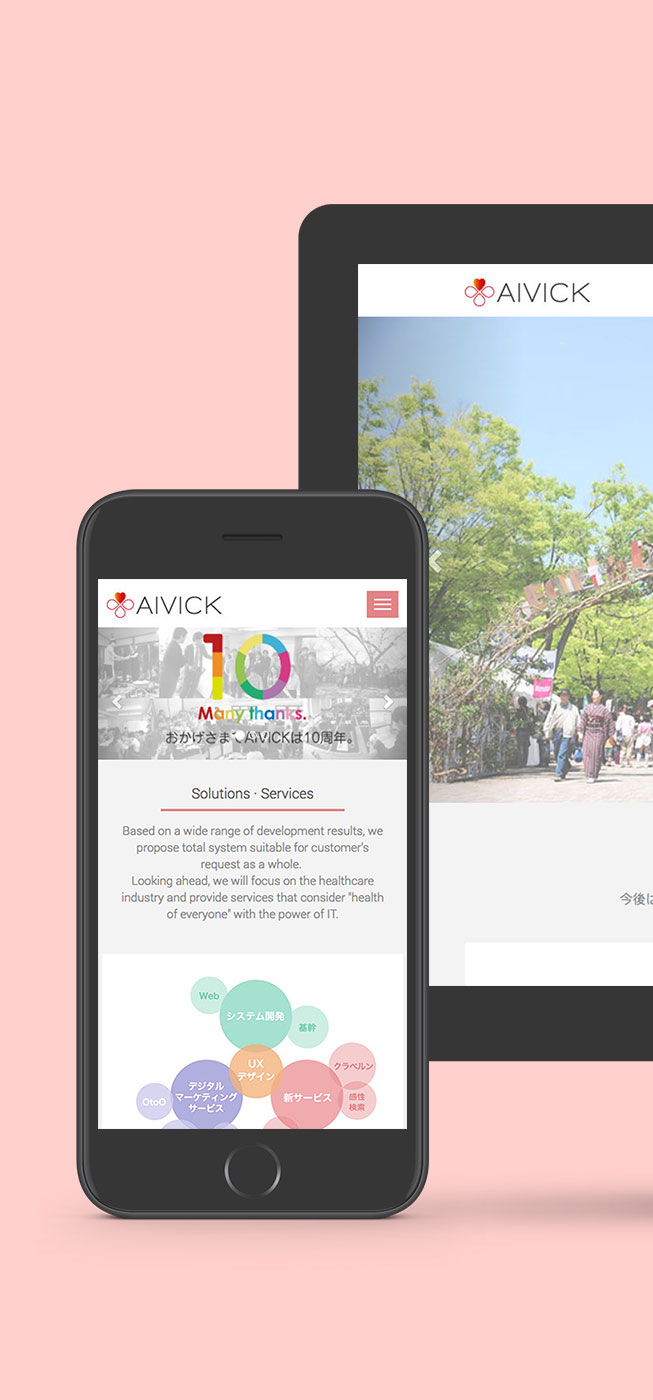 AIVICK
今後は
AIVICK
10
Many thanks.
おかげさまでAIVICKは10周年。
Solutions · Services
Based on a wide range of development results, we
propose total system suitable for customer's
request as a whole.
Looking ahead, we will focus on the healthcare
industry and provide services that consider "health
of everyone" with the power of IT.
Web
システム開発
基幹
UX
デザイン
クラベルン
デジタル
マーケティング
サービス
OtoO
新サービス
感性
検索